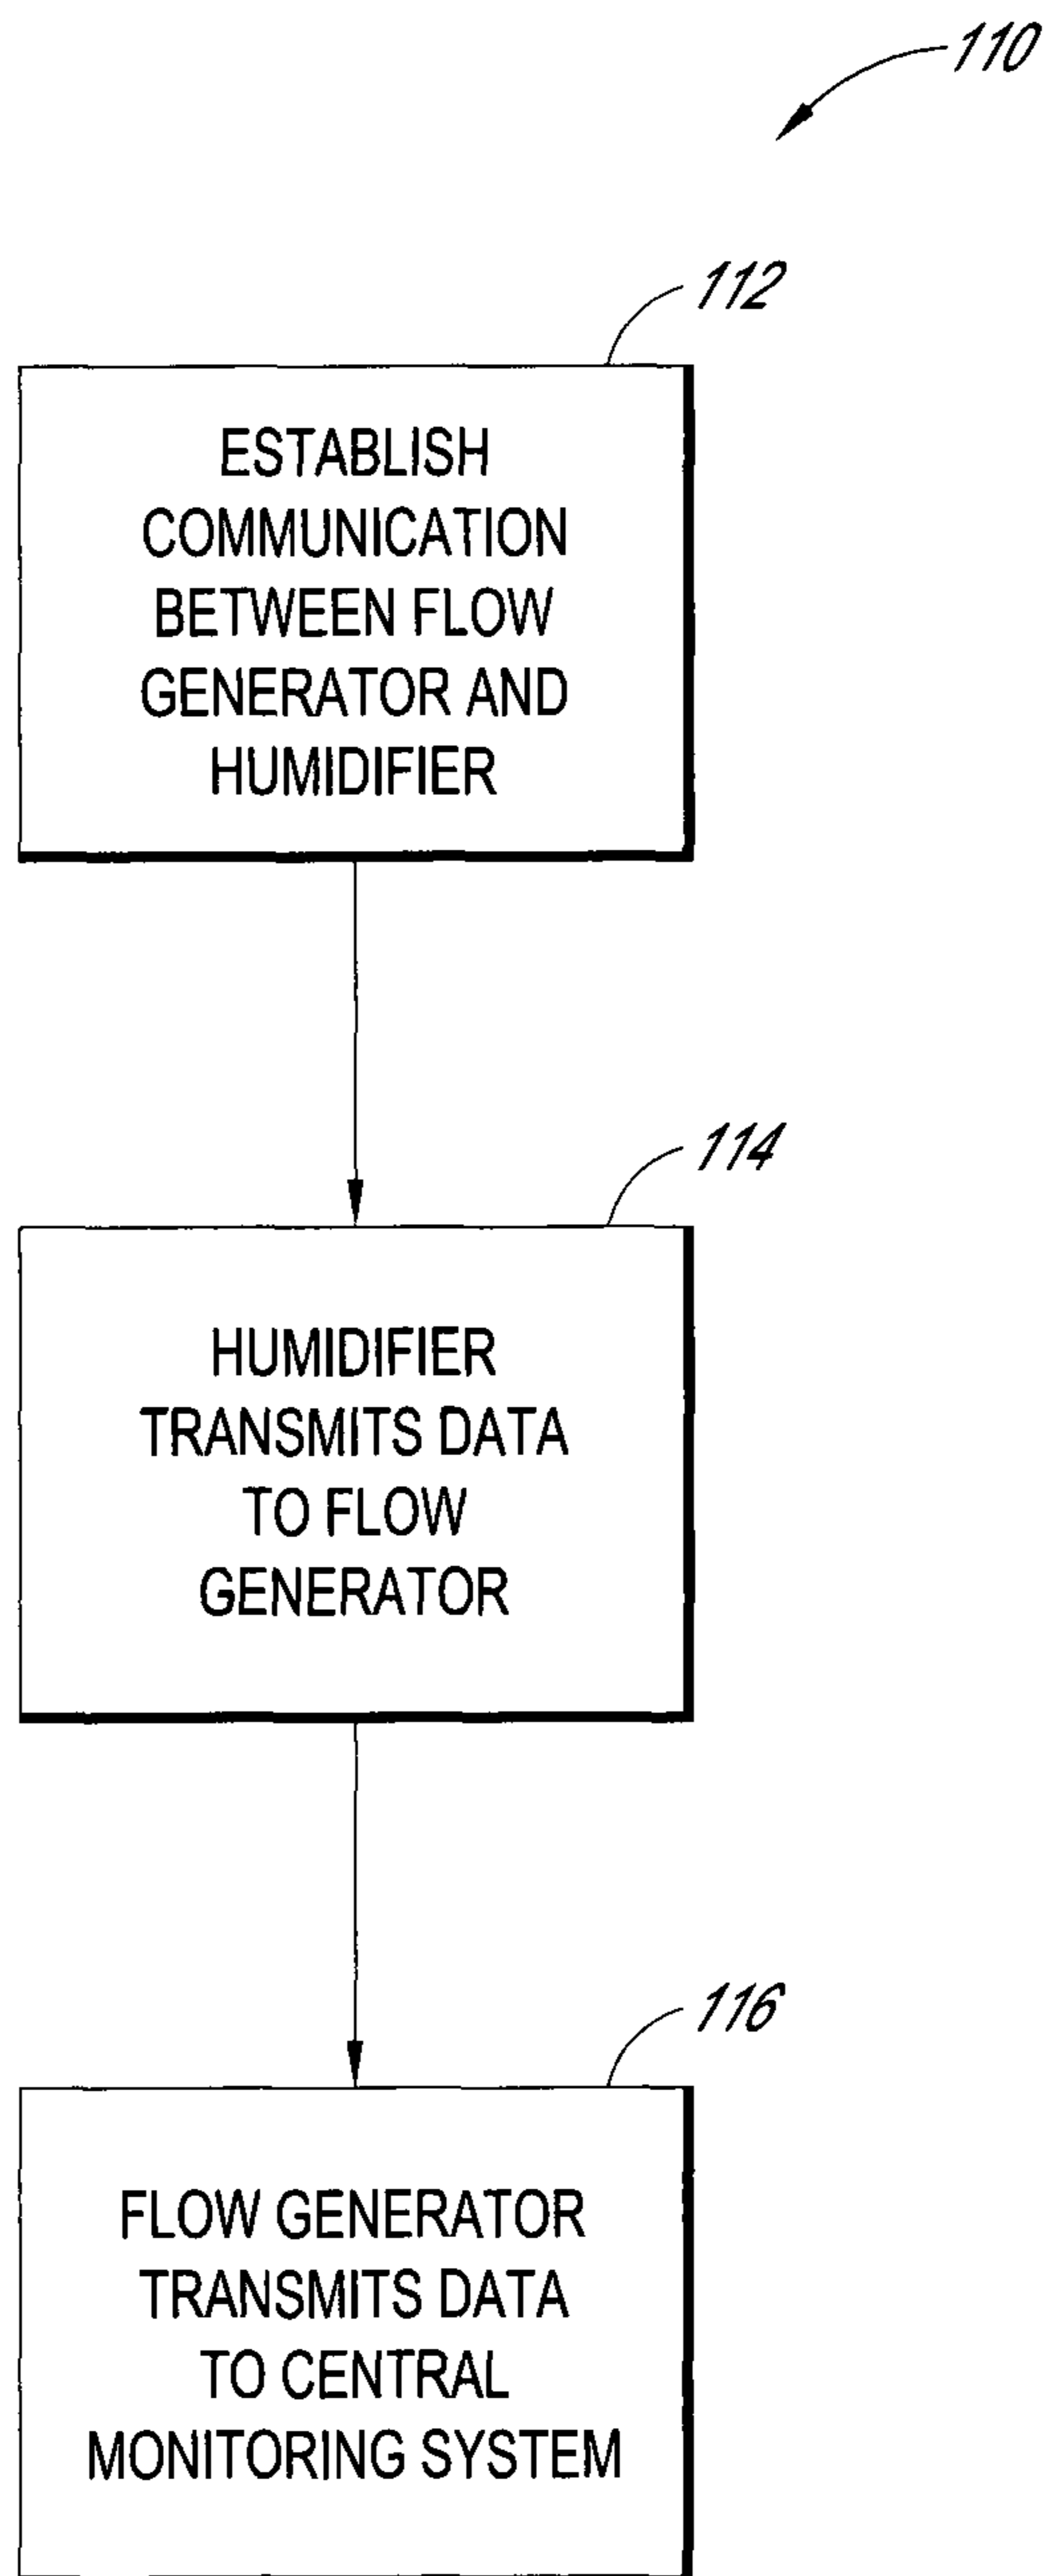 110
112
ESTABLISH
COMMUNICATION
BETWEEN FLOW
GENERATOR AND
HUMIDIFIER
114
HUMIDIFIER
TRANSMITS DATA
TO FLOW
GENERATOR
116
FLOW GENERATOR
TRANSMITS DATA
TO CENTRAL
MONITORING SYSTEM